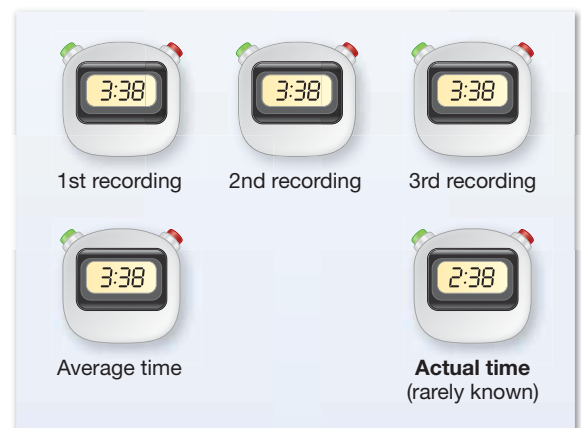 3:38
3:38
3:38
1st recording
2nd recording
3rd recording
3:38
2:38
Average time
Actual time
(rarely known)